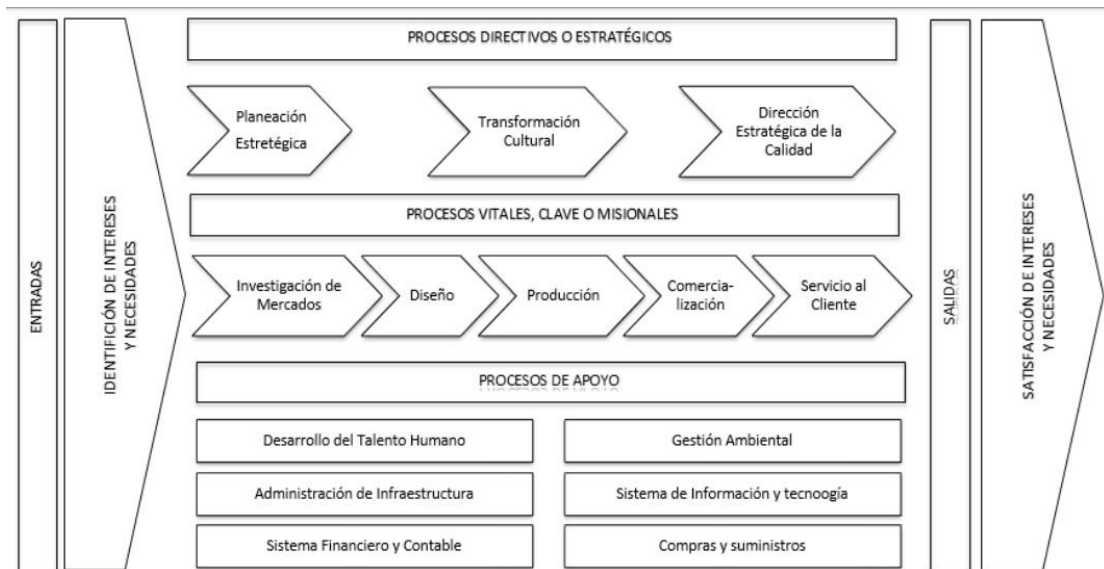 PROCESOS DIRECTIVOS O ESTRATÉGICOS
Planeación
Estretégica
Transformación
Cultural
Dirección
Estratégica de la
Calidad
PROCESOS VITALES, CLAVE O MISIONALES
ENTRADAS
IDENTIFICIÓN DE INTERESES
Y NECESIDADES
Investigación de
Mercados
Diseño
Producción
Comercia-
lización
Servicio al
Cliente
SALIDAS
SATISFACCIÓN DE INTERESES
Y NECESIDADES
PROCESOS DE APOYO
Desarrollo del Talento Humano
Gestión Ambiental
Administración de Infraestructura
Sistema de Información y tecnoogía
Sistema Financiero y Contable
Compras y suministros